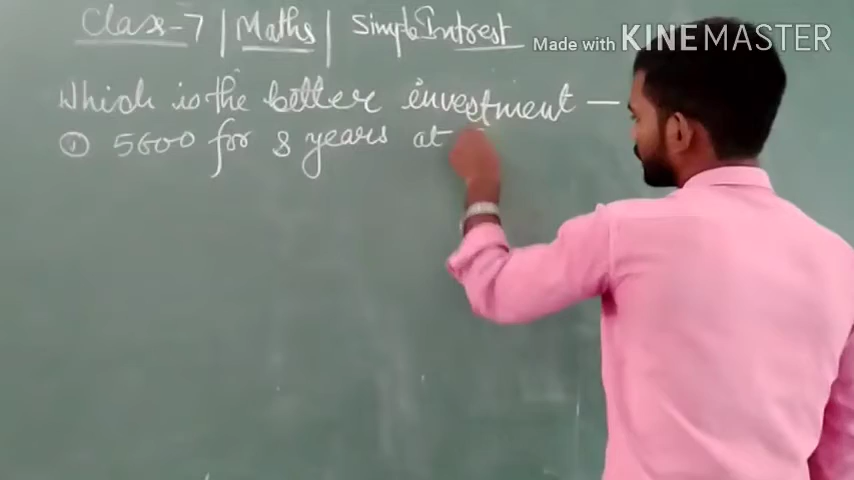 Class-7 | Maths | Simple Intrest
Made with KINEMASTER
Which is the better investment —
① 5600 for 8 years at